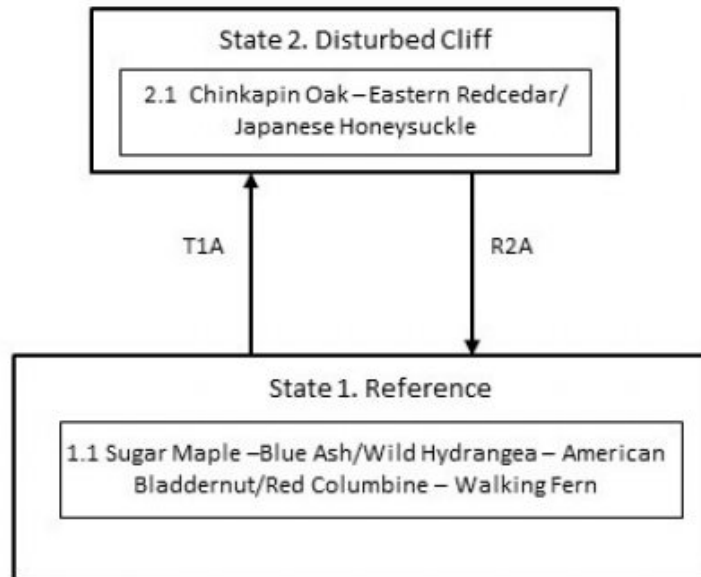 State 2. Disturbed Cliff
2.1 Chinkapin Oak – Eastern Redcedar/
Japanese Honeysuckle
T1A
R2A
State 1. Reference
1.1 Sugar Maple –Blue Ash/Wild Hydrangea – American
Bladdernut/Red Columbine – Walking Fern